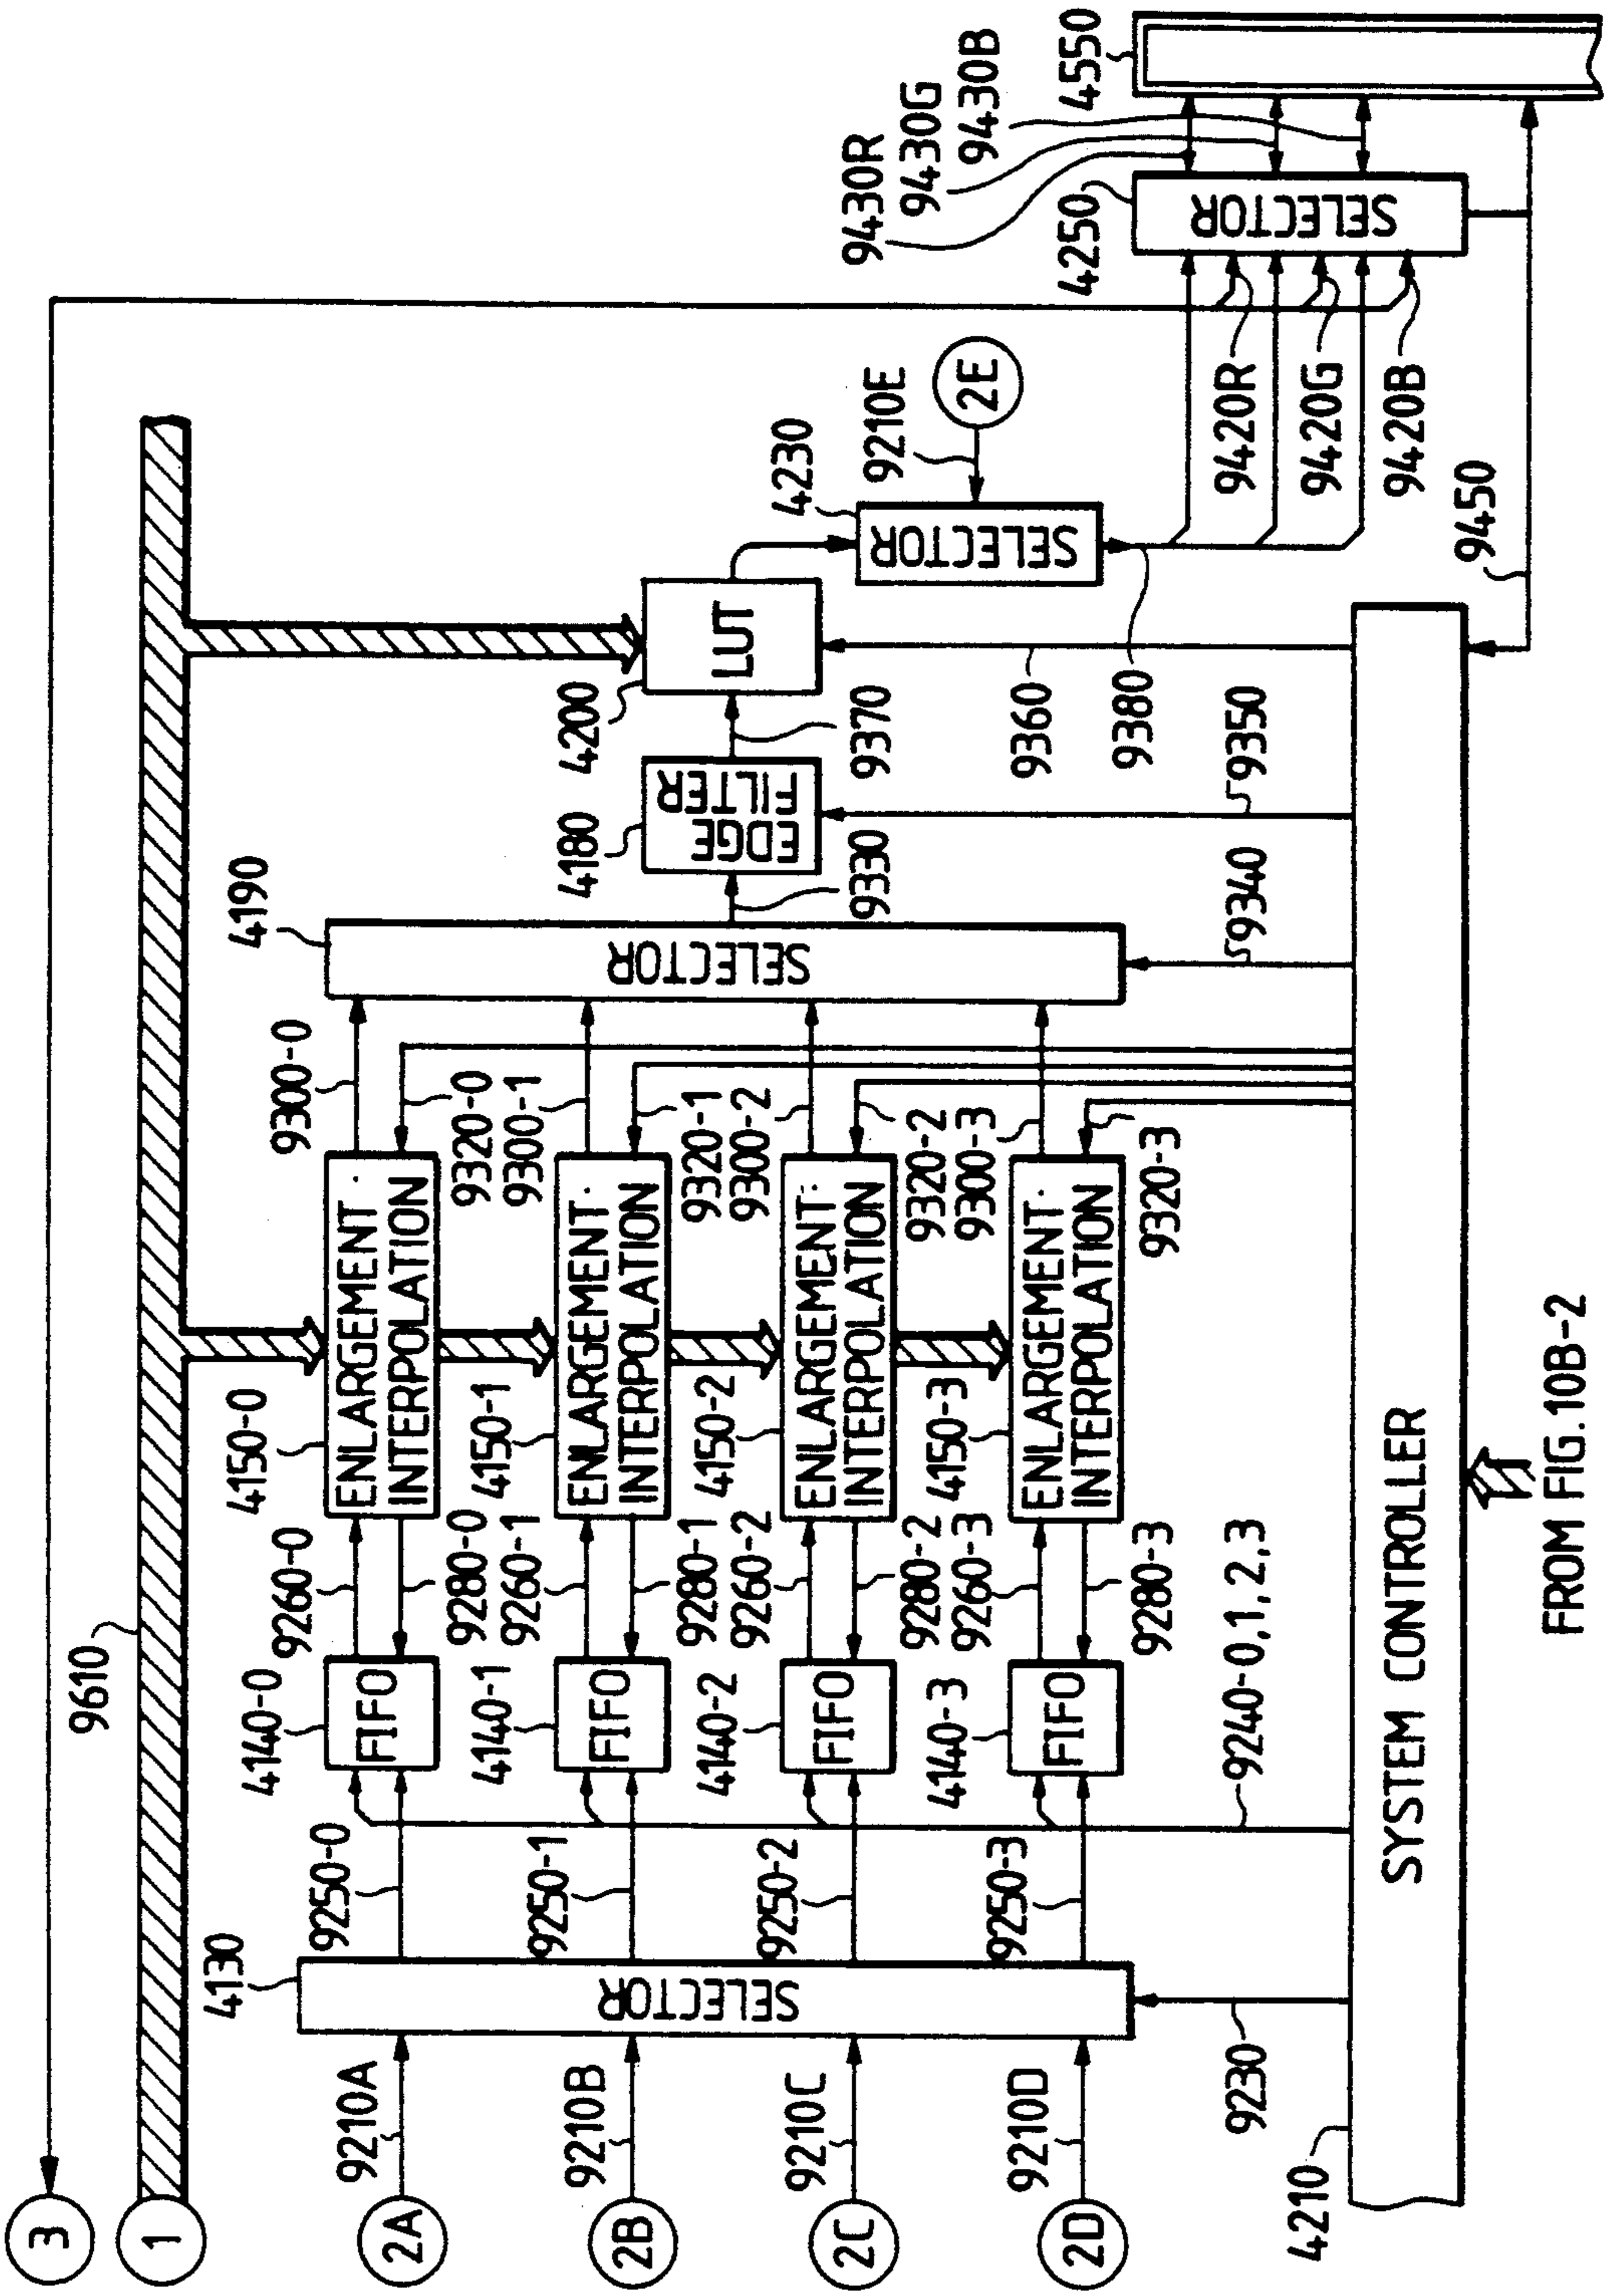 3
1
9610
2A
9210A
2B
9210B
2C
9210C
2D
9210D
4130
SELECTOR
9230
4210
9250-0
9250-1
9250-2
9250-3
4140-0
FIFO
4140-1
FIFO
4140-2
FIFO
4140-3
FIFO
9240-0,1,2,3
9260-0
9280-0
9260-1
9280-1
9260-2
9280-2
9260-3
9280-3
4150-0
ENLARGEMENT·
INTERPOLATION
4150-1
ENLARGEMENT·
INTERPOLATION
4150-2
ENLARGEMENT·
INTERPOLATION
4150-3
ENLARGEMENT·
INTERPOLATION
9300-0
9320-0
9300-1
9320-1
9300-2
9320-2
9300-3
9320-3
4190
SELECTOR
9340
9330
4180
EDGE
FILTER
9350
9370
4200
LUT
9360
9380
4230
SELECTOR
9210E
2E
9420R
9420G
9420B
9450
4250
SELECTOR
9430R
9430G
9430B
4550
SYSTEM CONTROLLER
FROM FIG.10B-2